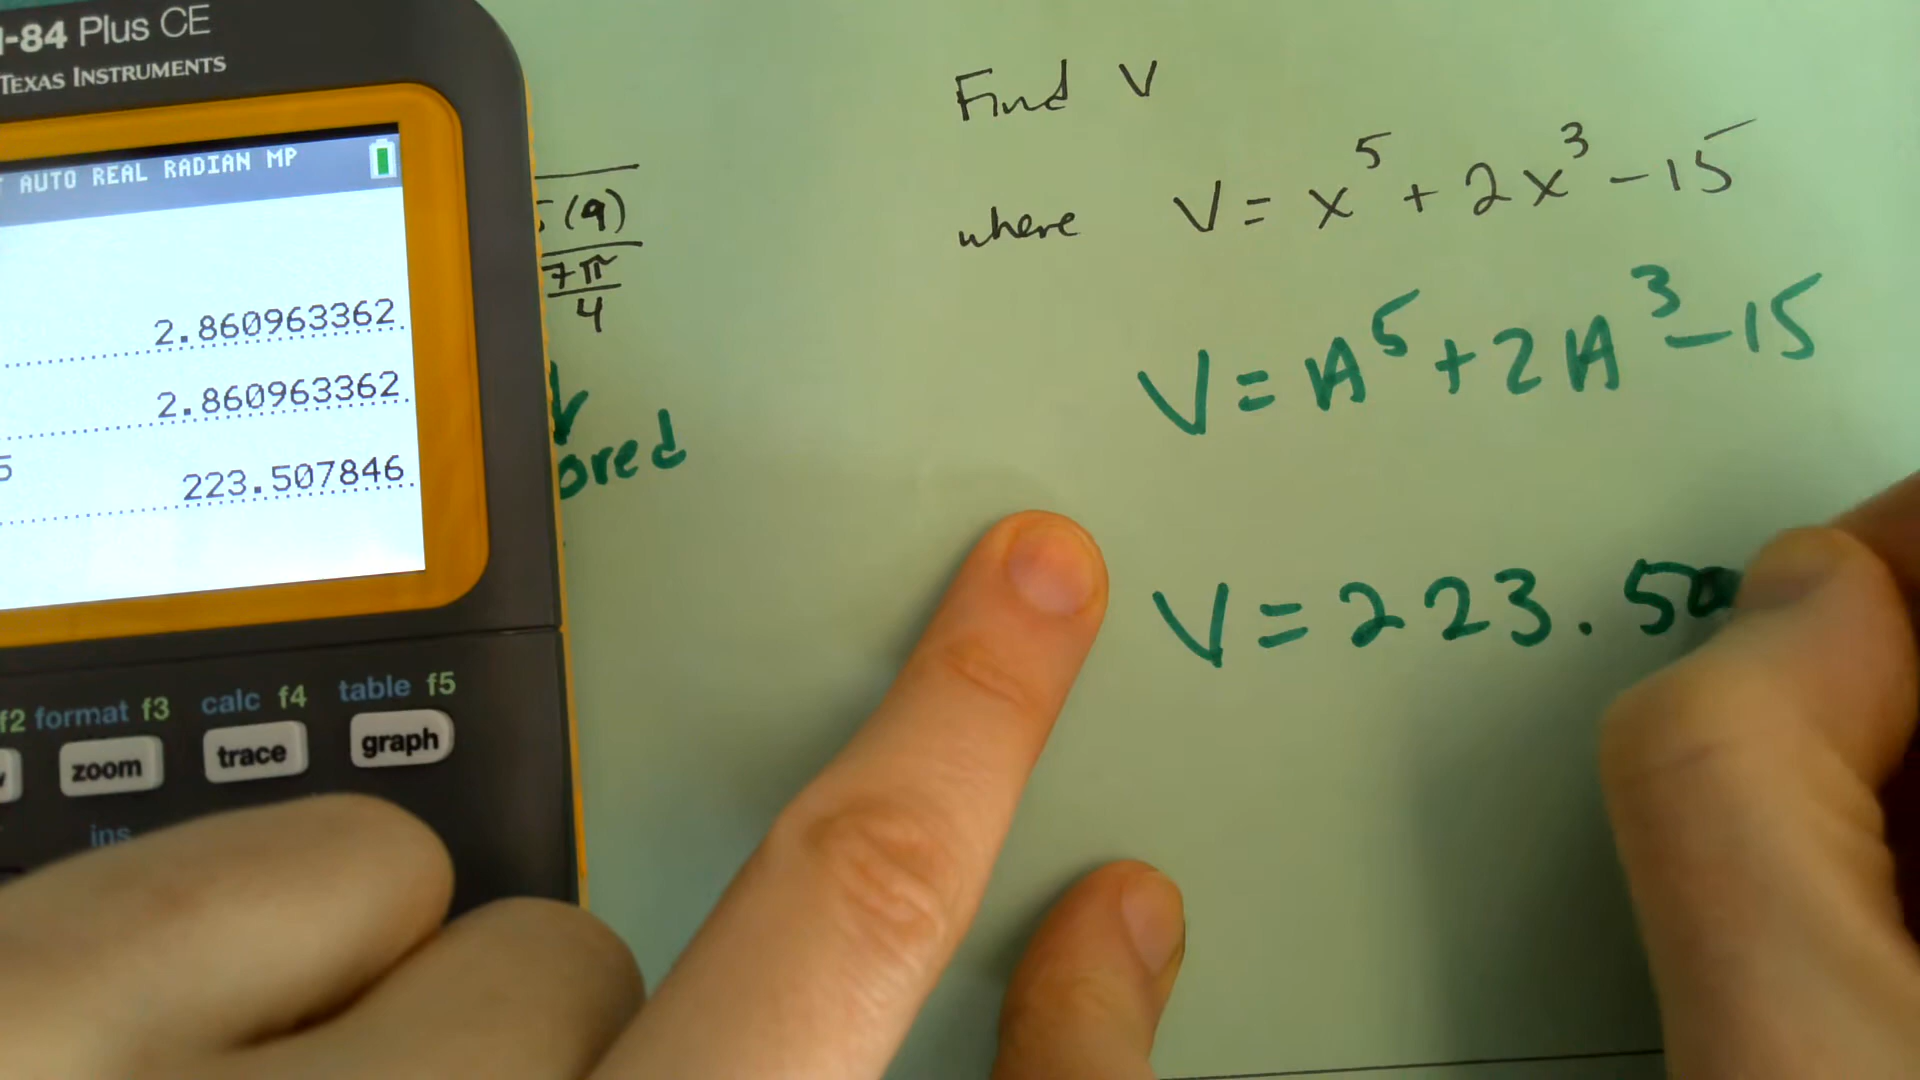 -84 Plus CE
TEXAS INSTRUMENTS
AUTO REAL RADIAN MP
2.860963362
2.860963362
5
223.507846
f2 format f3 calc f4 table f5
zoom trace graph
ins
(9)
7π
4
ored
Find V
where V = x⁵ + 2x³ - 15
V = A⁵ + 2A³ - 15
V = 223.50